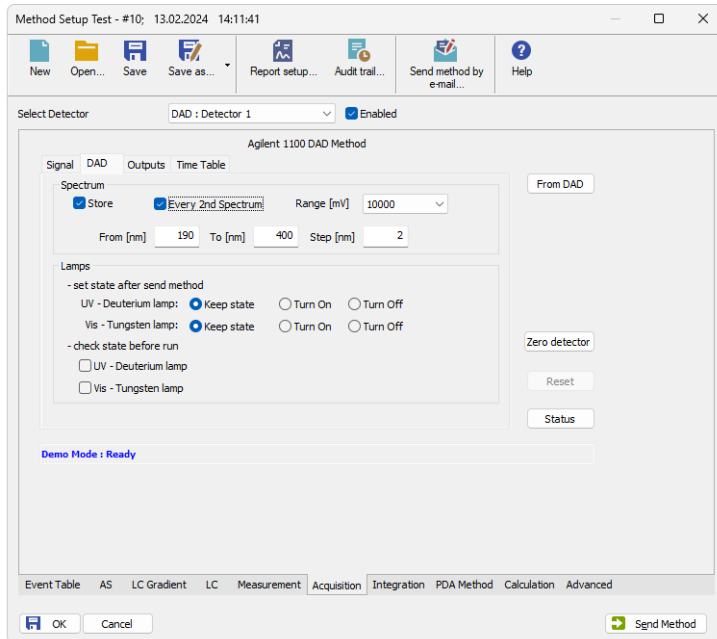 Method Setup Test - #10; 13.02.2024 14:11:41
New Open... Save Save as... Report setup... Audit trail... Send method by e-mail... Help
Select Detector DAD : Detector 1 Enabled
Agilent 1100 DAD Method
Signal DAD Outputs Time Table
Spectrum
From DAD
Store Every 2nd Spectrum Range [mV] 10000
From [nm] 190 To [nm] 400 Step [nm] 2
Lamps
- set state after send method
UV - Deuterium lamp: Keep state Turn On Turn Off
Vis - Tungsten lamp: Keep state Turn On Turn Off
- check state before run
Zero detector
UV - Deuterium lamp
Vis - Tungsten lamp
Reset
Status
Demo Mode : Ready
Event Table AS LC Gradient LC Measurement Acquisition Integration PDA Method Calculation Advanced
OK Cancel Send Method